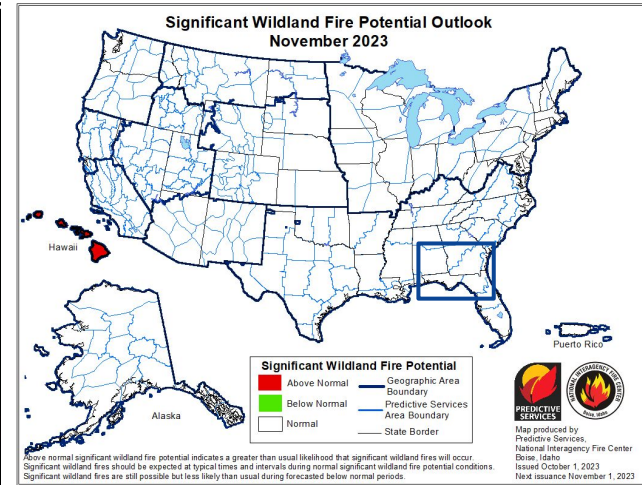 Significant Wildland Fire Potential Outlook
November 2023
Hawaii
Alaska
Puerto Rico
Significant Wildland Fire Potential
Above Normal
Below Normal
Normal
Geographic Area
Boundary
Predictive Services
Area Boundary
State Border
PREDICTIVE
SERVICES
NATIONAL INTERAGENCY FIRE CENTER
Boise, Idaho
Map produced by
Predictive Services,
National Interagency Fire Center
Boise, Idaho
Issued October 1, 2023
Next issuance November 1, 2023
Above normal significant wildland fire potential indicates a greater than usual likelihood that significant wildland fires will occur.
Significant wildland fires should be expected at typical times and intervals during normal significant wildland fire potential conditions.
Significant wildland fires are still possible but less likely than usual during forecasted below normal periods.